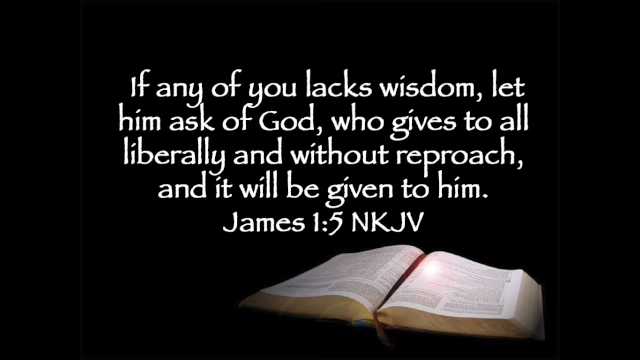 If any of you lacks wisdom, let
him ask of God, who gives to all
liberally and without reproach,
and it will be given to him.
James 1:5 NKJV